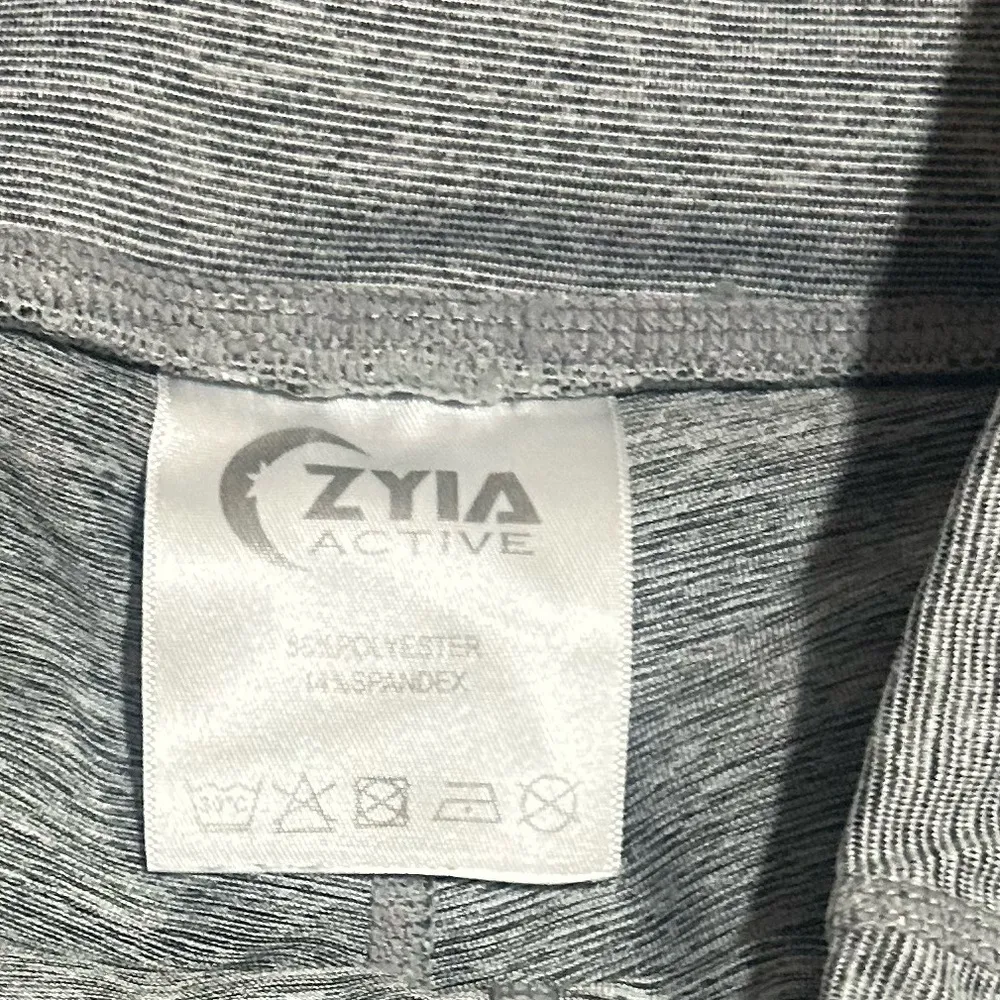 ZYIA
ACTIVE
86%POLYESTER
14%SPANDEX
30°C